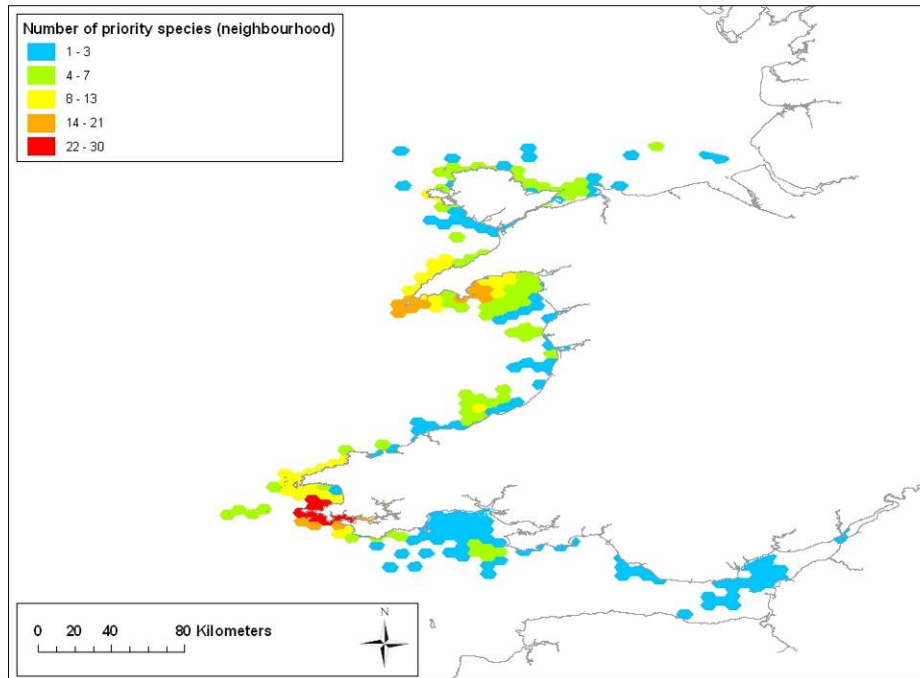 Number of priority species (neighbourhood)
1 - 3
4 - 7
8 - 13
14 - 21
22 - 30
N
0 20 40 80 Kilometers